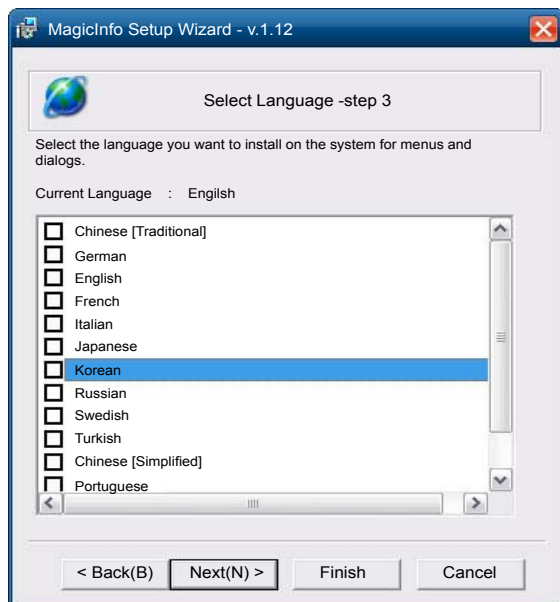 MagicInfo Setup Wizard - v.1.12
Select Language -step 3
Select the language you want to install on the system for menus and
dialogs.
Current Language : Engilsh
Chinese [Traditional]
German
English
French
Italian
Japanese
Korean
Russian
Swedish
Turkish
Chinese [Simplified]
Portuguese
< Back(B) Next(N) > Finish Cancel